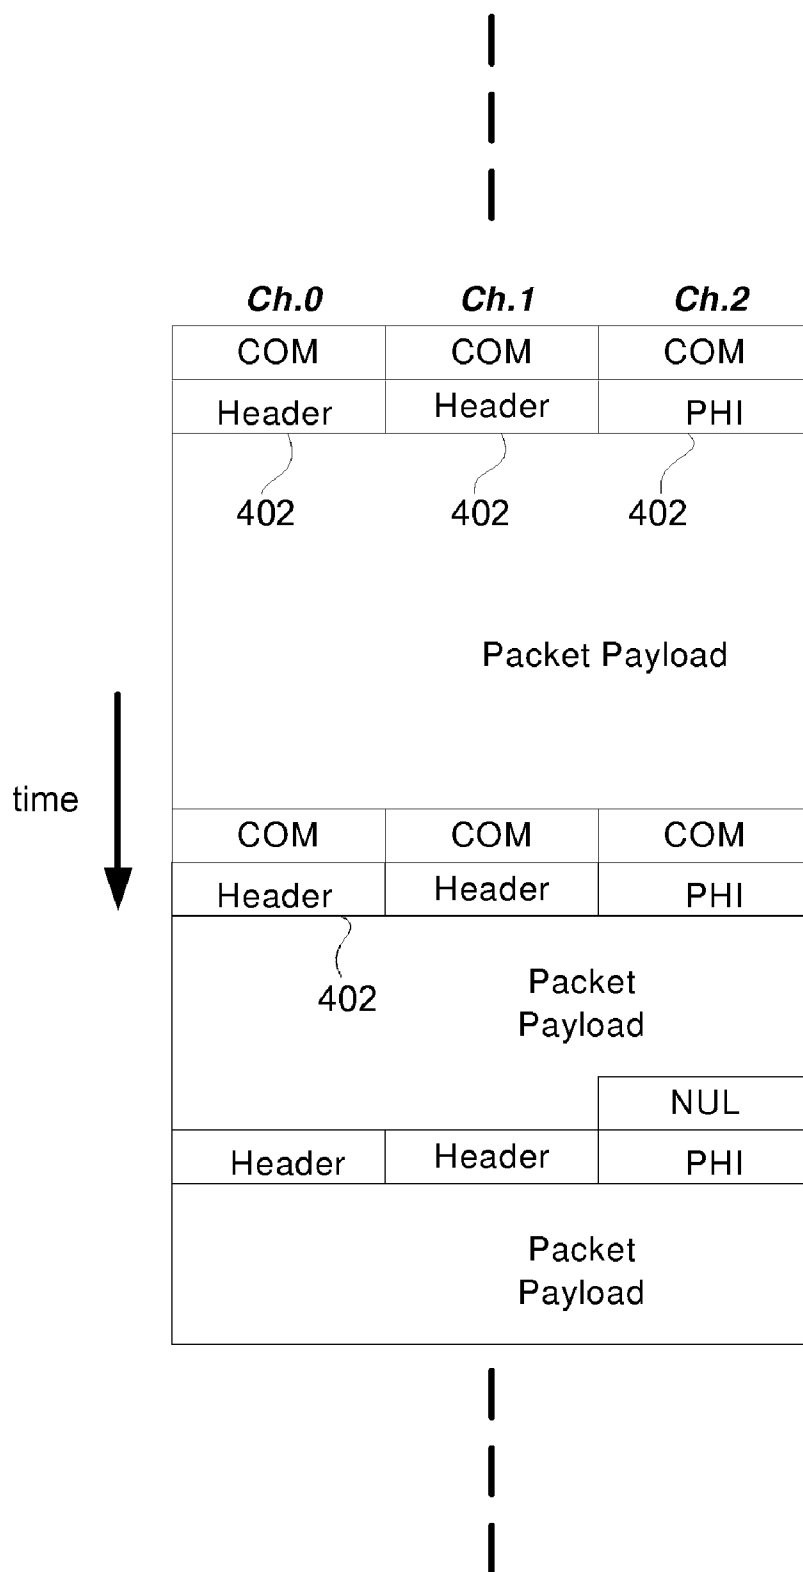 Ch.0 Ch.1 Ch.2
COM COM COM
Header Header PHI
402 402 402
Packet Payload
time
COM COM COM
Header Header PHI
402
Packet
Payload
NUL
Header Header PHI
Packet
Payload